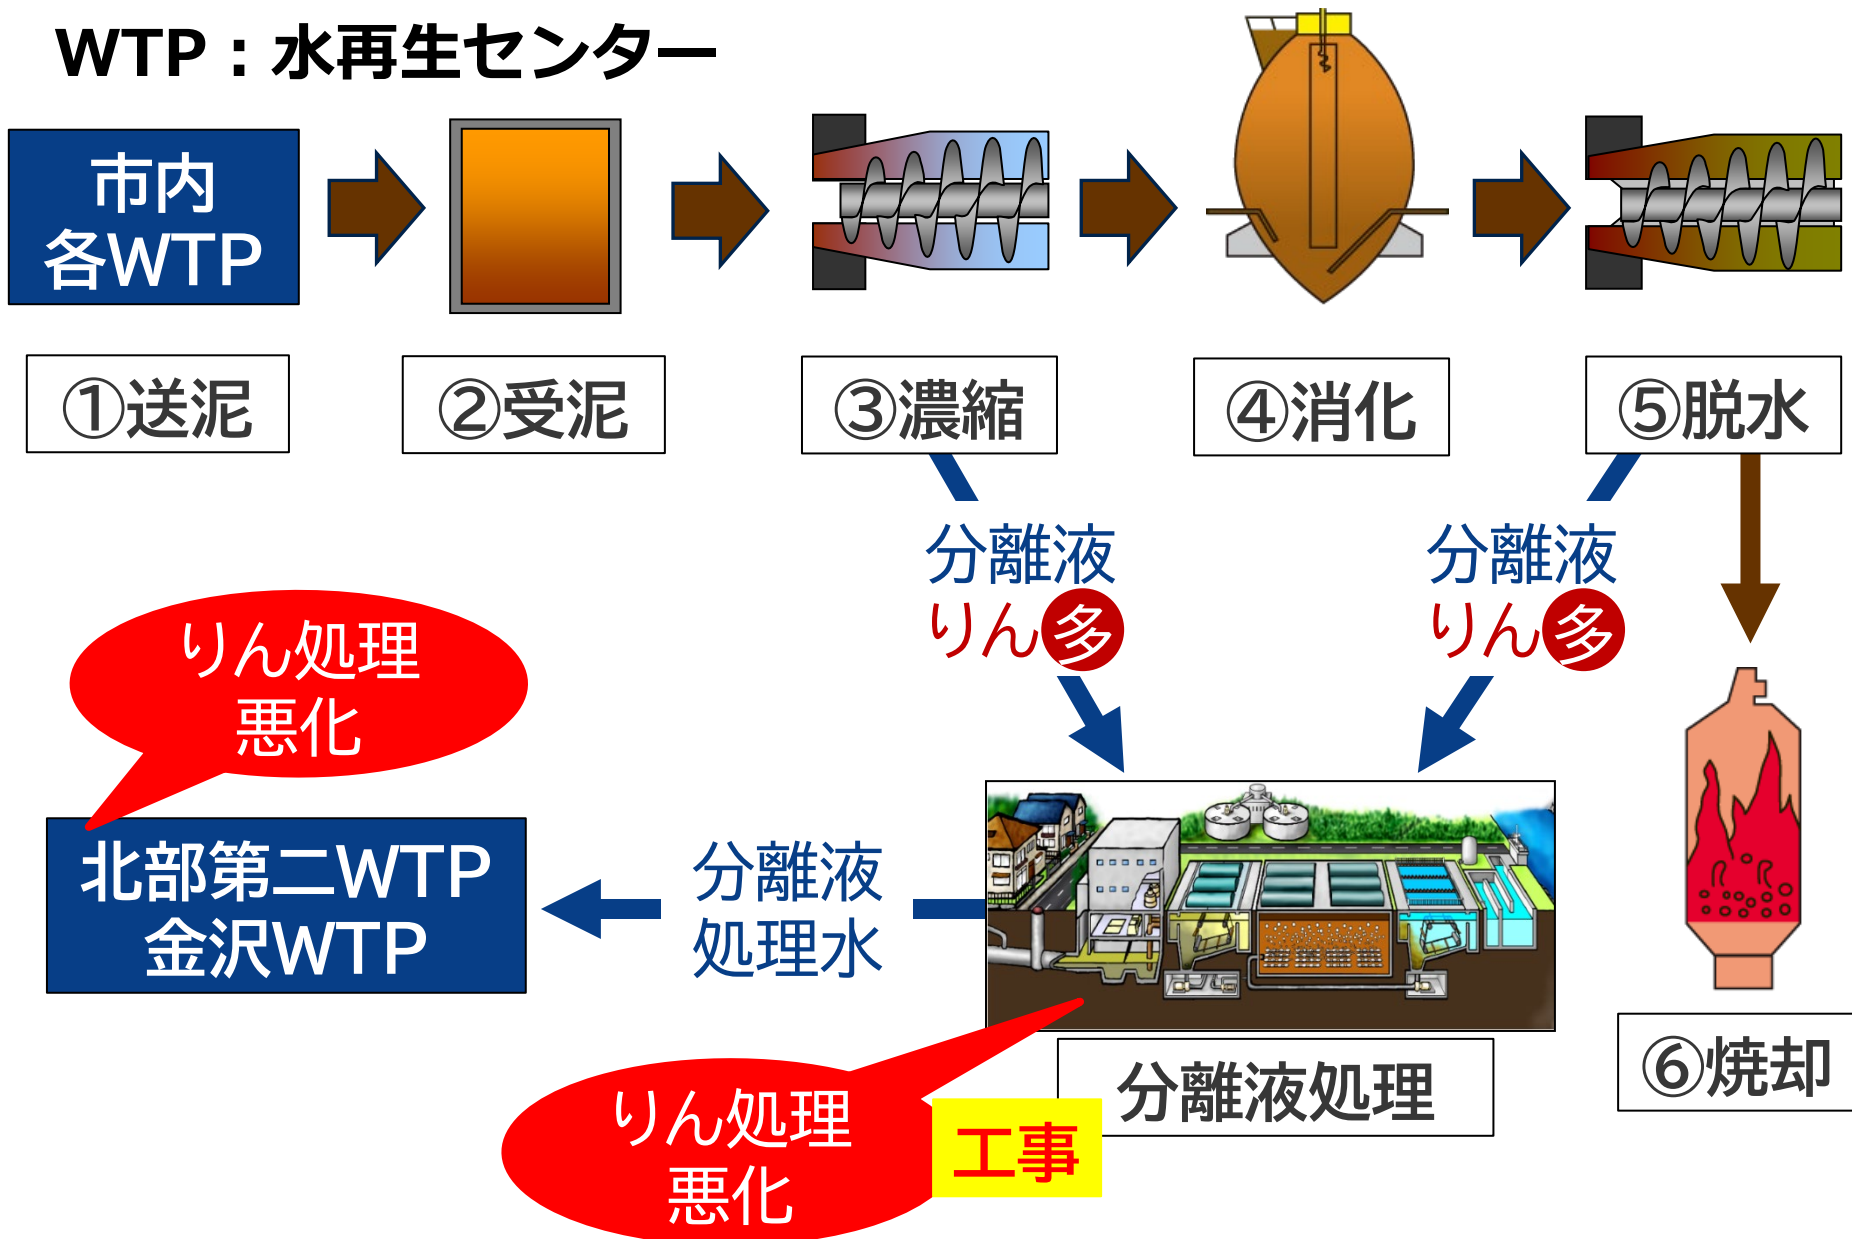 WTP：水再生センター
市内
各WTP
①送泥
②受泥
③濃縮
④消化
⑤脱水
分離液
りん多
分離液
りん多
りん処理
悪化
北部第二WTP
金沢WTP
分離液
処理水
分離液処理
⑥焼却
りん処理
悪化
工事